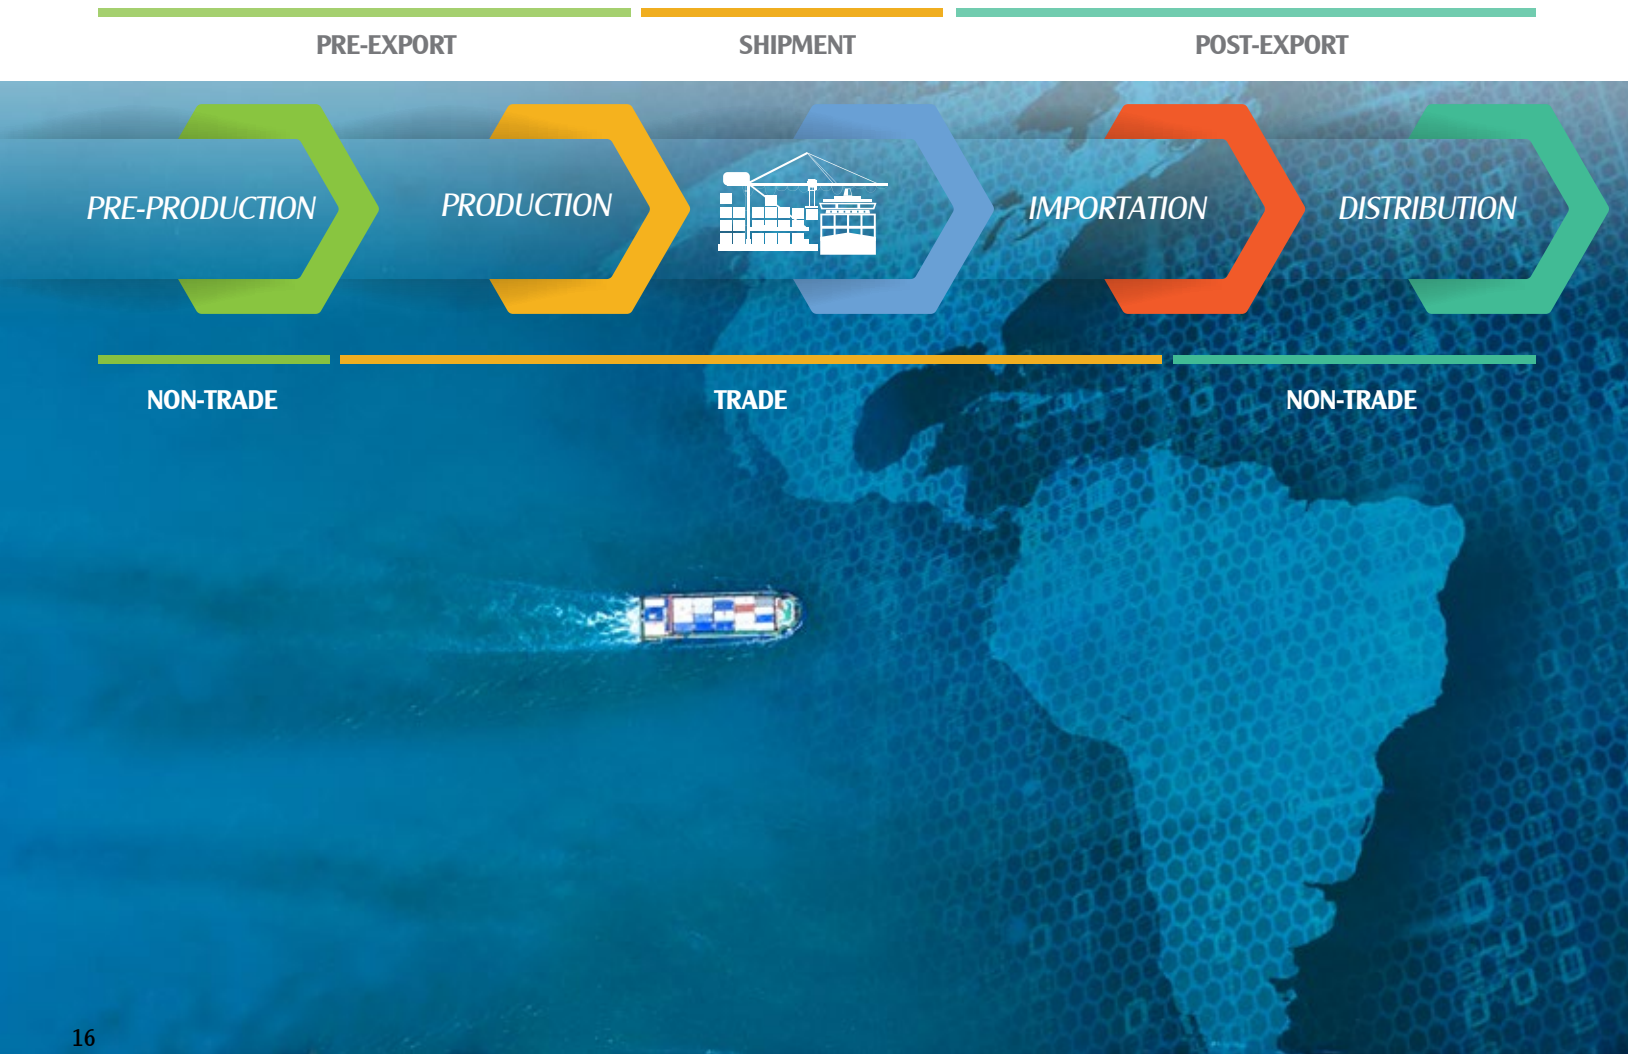 PRE-EXPORT SHIPMENT POST-EXPORT
PRE-PRODUCTION PRODUCTION IMPORTATION DISTRIBUTION
NON-TRADE TRADE NON-TRADE
16